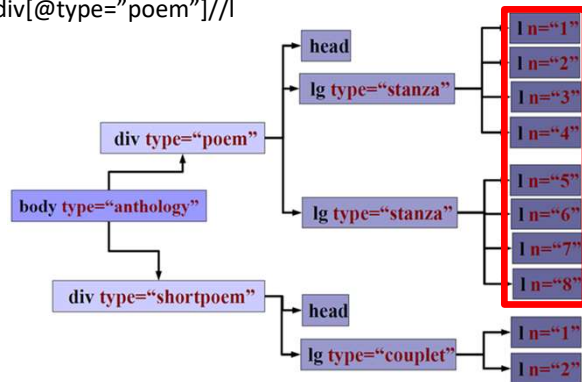 div[@type=”poem”]//l
head
lg type=“stanza”
l n=“1”
l n=“2”
l n=“3”
l n=“4”
div type=“poem”
lg type=“stanza”
l n=“5”
l n=“6”
l n=“7”
l n=“8”
body type=“anthology”
div type=“shortpoem”
head
lg type=“couplet”
l n=“1”
l n=“2”